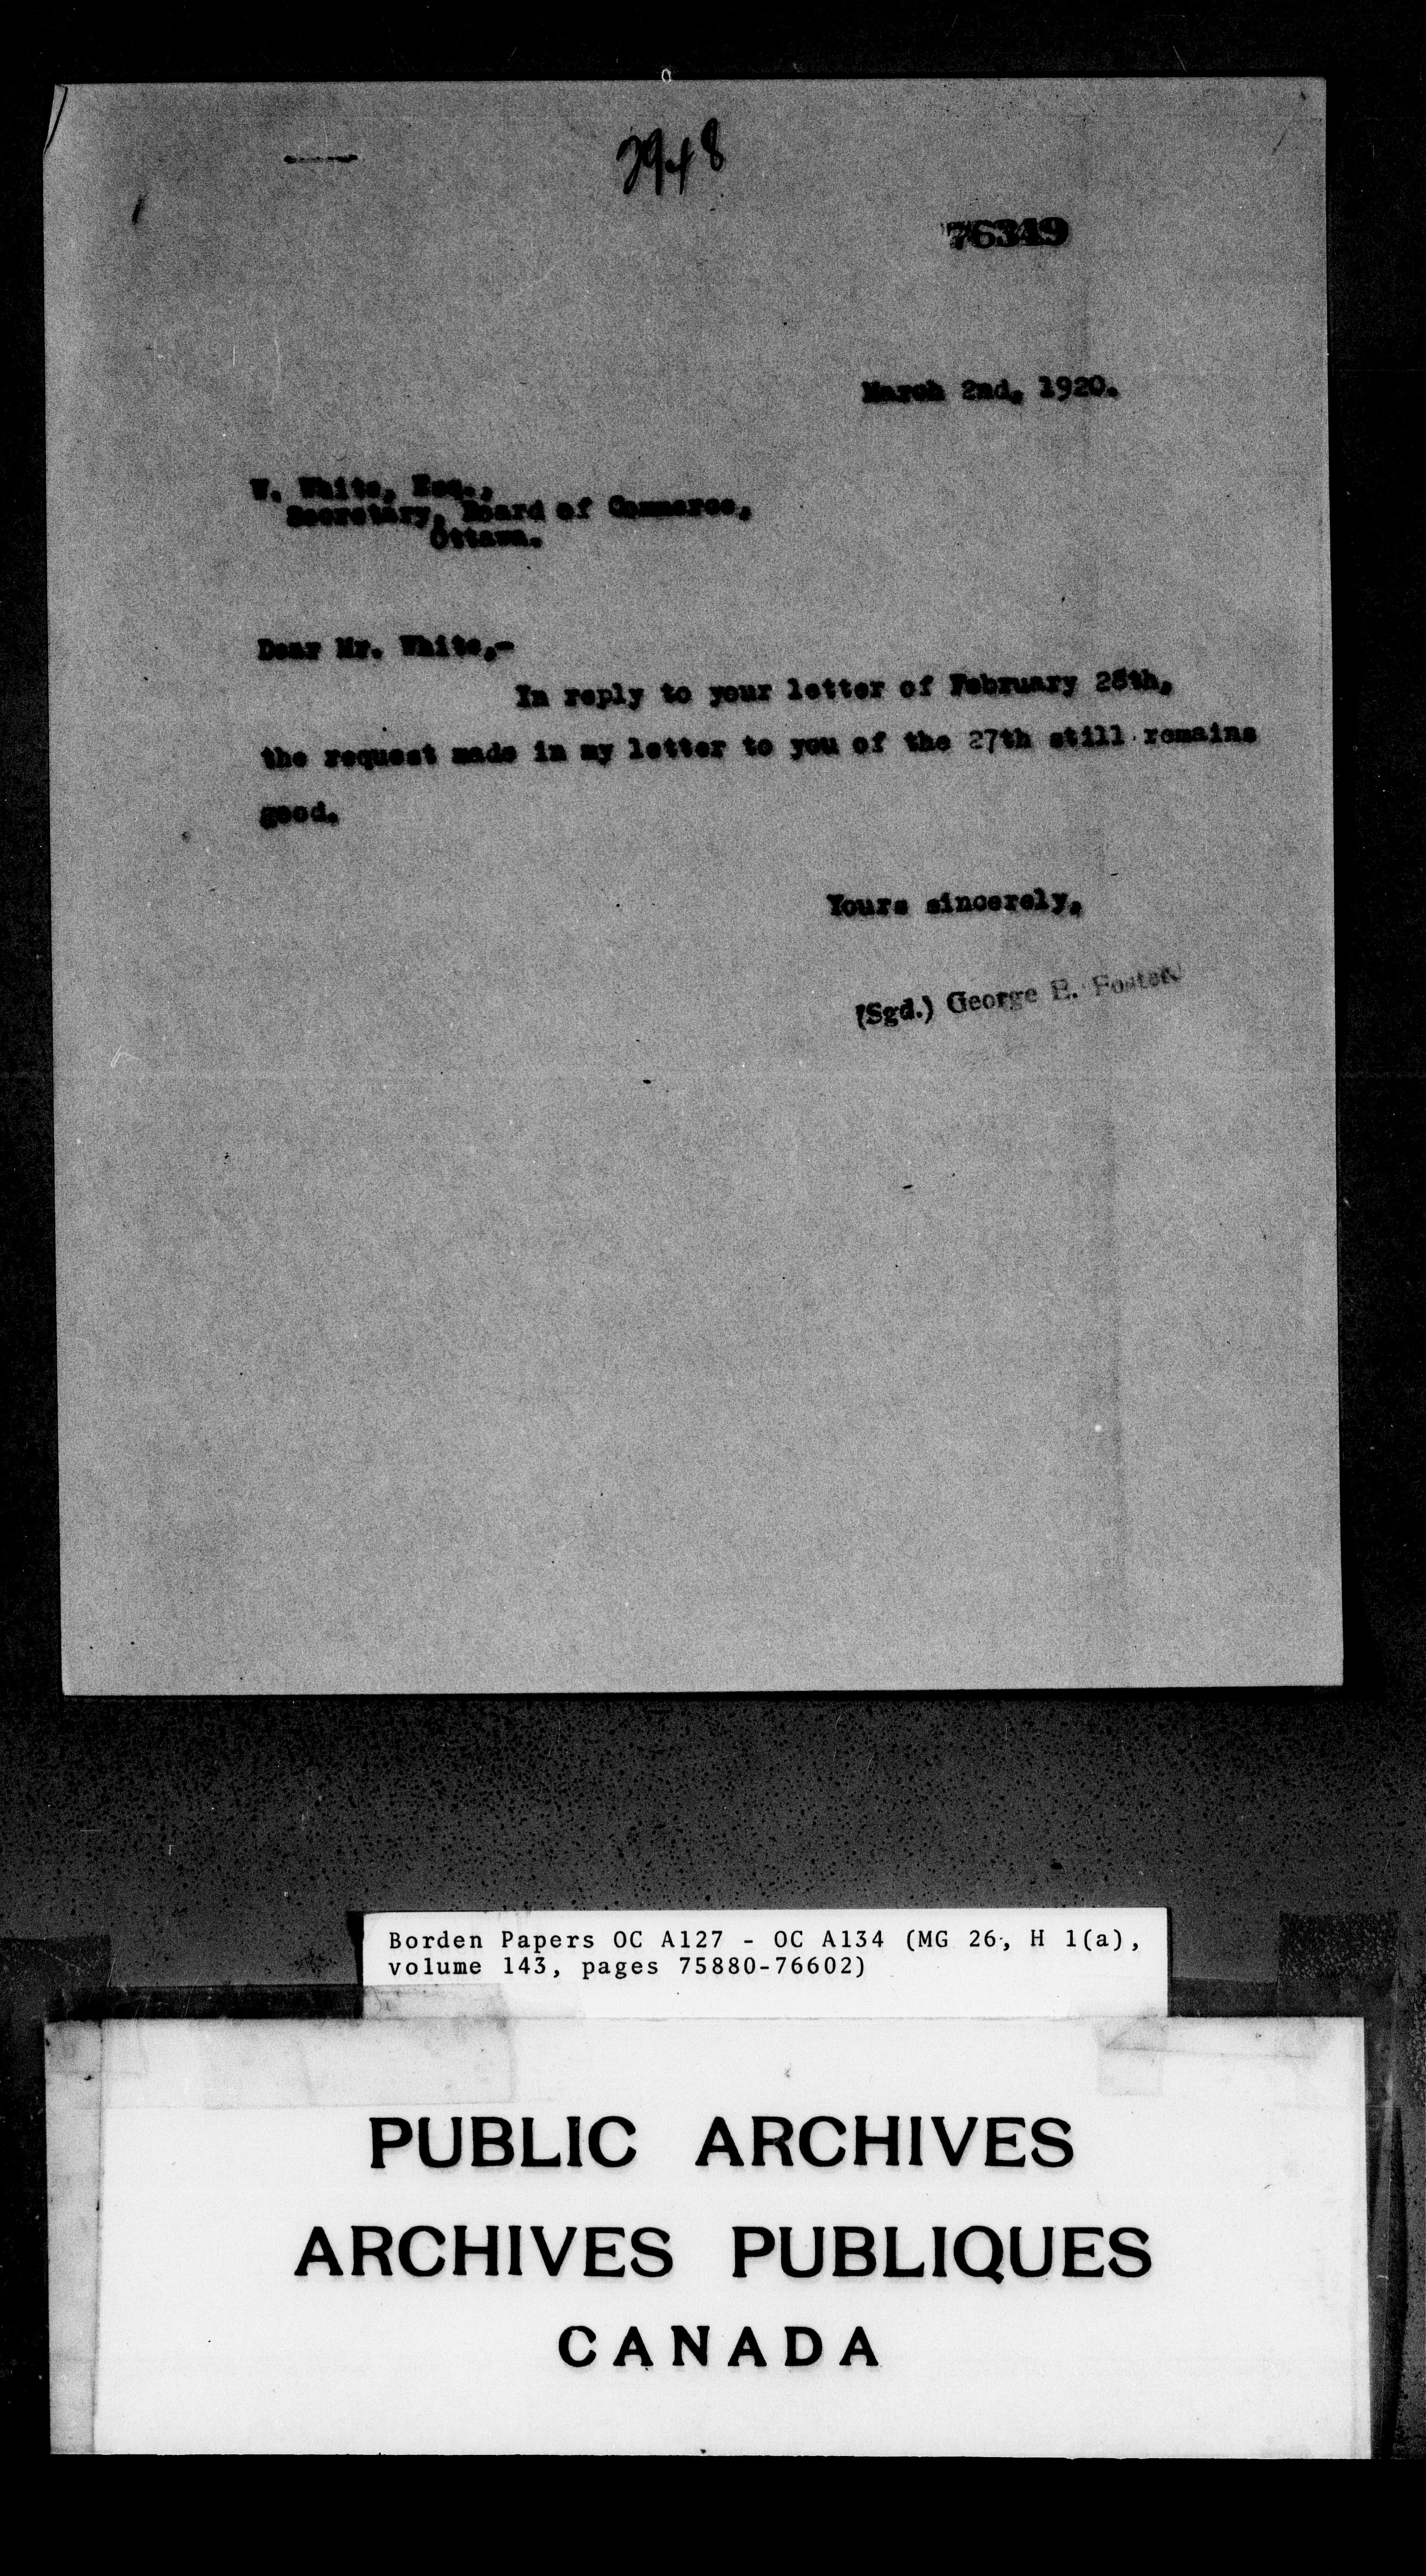 2948
76349
March 2nd, 1920.
W. White, Esq.,
Secretary, Board of Commerce,
Ottawa.
Dear Mr. White,-
In reply to your letter of February 28th,
the request made in my letter to you of the 27th still remains
good.
Yours sincerely,
(Sgd.) George E. Foster
Borden Papers OC A127 - OC A134 (MG 26, H 1(a),
volume 143, pages 75880-76602)
PUBLIC ARCHIVES
ARCHIVES PUBLIQUES
CANADA